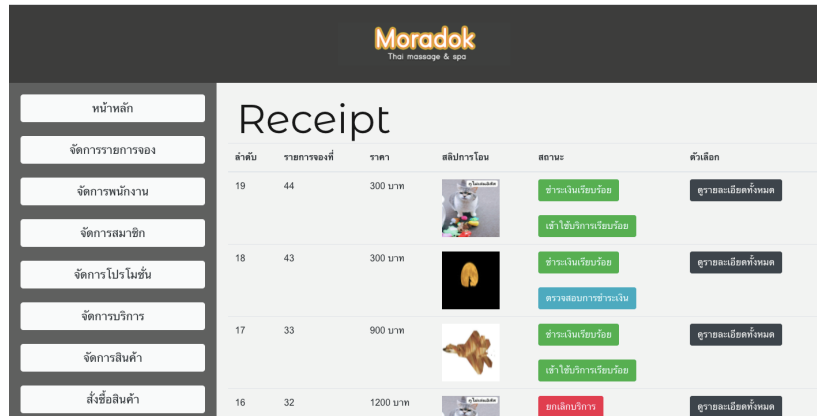 Moradok
Thai massage & spa
หน้าหลัก
จัดการรายการจอง
จัดการพนักงาน
จัดการสมาชิก
จัดการโปรโมชั่น
จัดการบริการ
จัดการสินค้า
สั่งซื้อสินค้า
Receipt
ลำดับ รายการจองที่ ราคา สลิปการโอน สถานะ ตัวเลือก
19 44 300 บาท ชำระเงินเรียบร้อย ดูรายละเอียดทั้งหมด
เข้าใช้บริการเรียบร้อย
18 43 300 บาท ชำระเงินเรียบร้อย ดูรายละเอียดทั้งหมด
ตรวจสอบการชำระเงิน
17 33 900 บาท ชำระเงินเรียบร้อย ดูรายละเอียดทั้งหมด
เข้าใช้บริการเรียบร้อย
16 32 1200 บาท ยกเลิกบริการ ดูรายละเอียดทั้งหมด